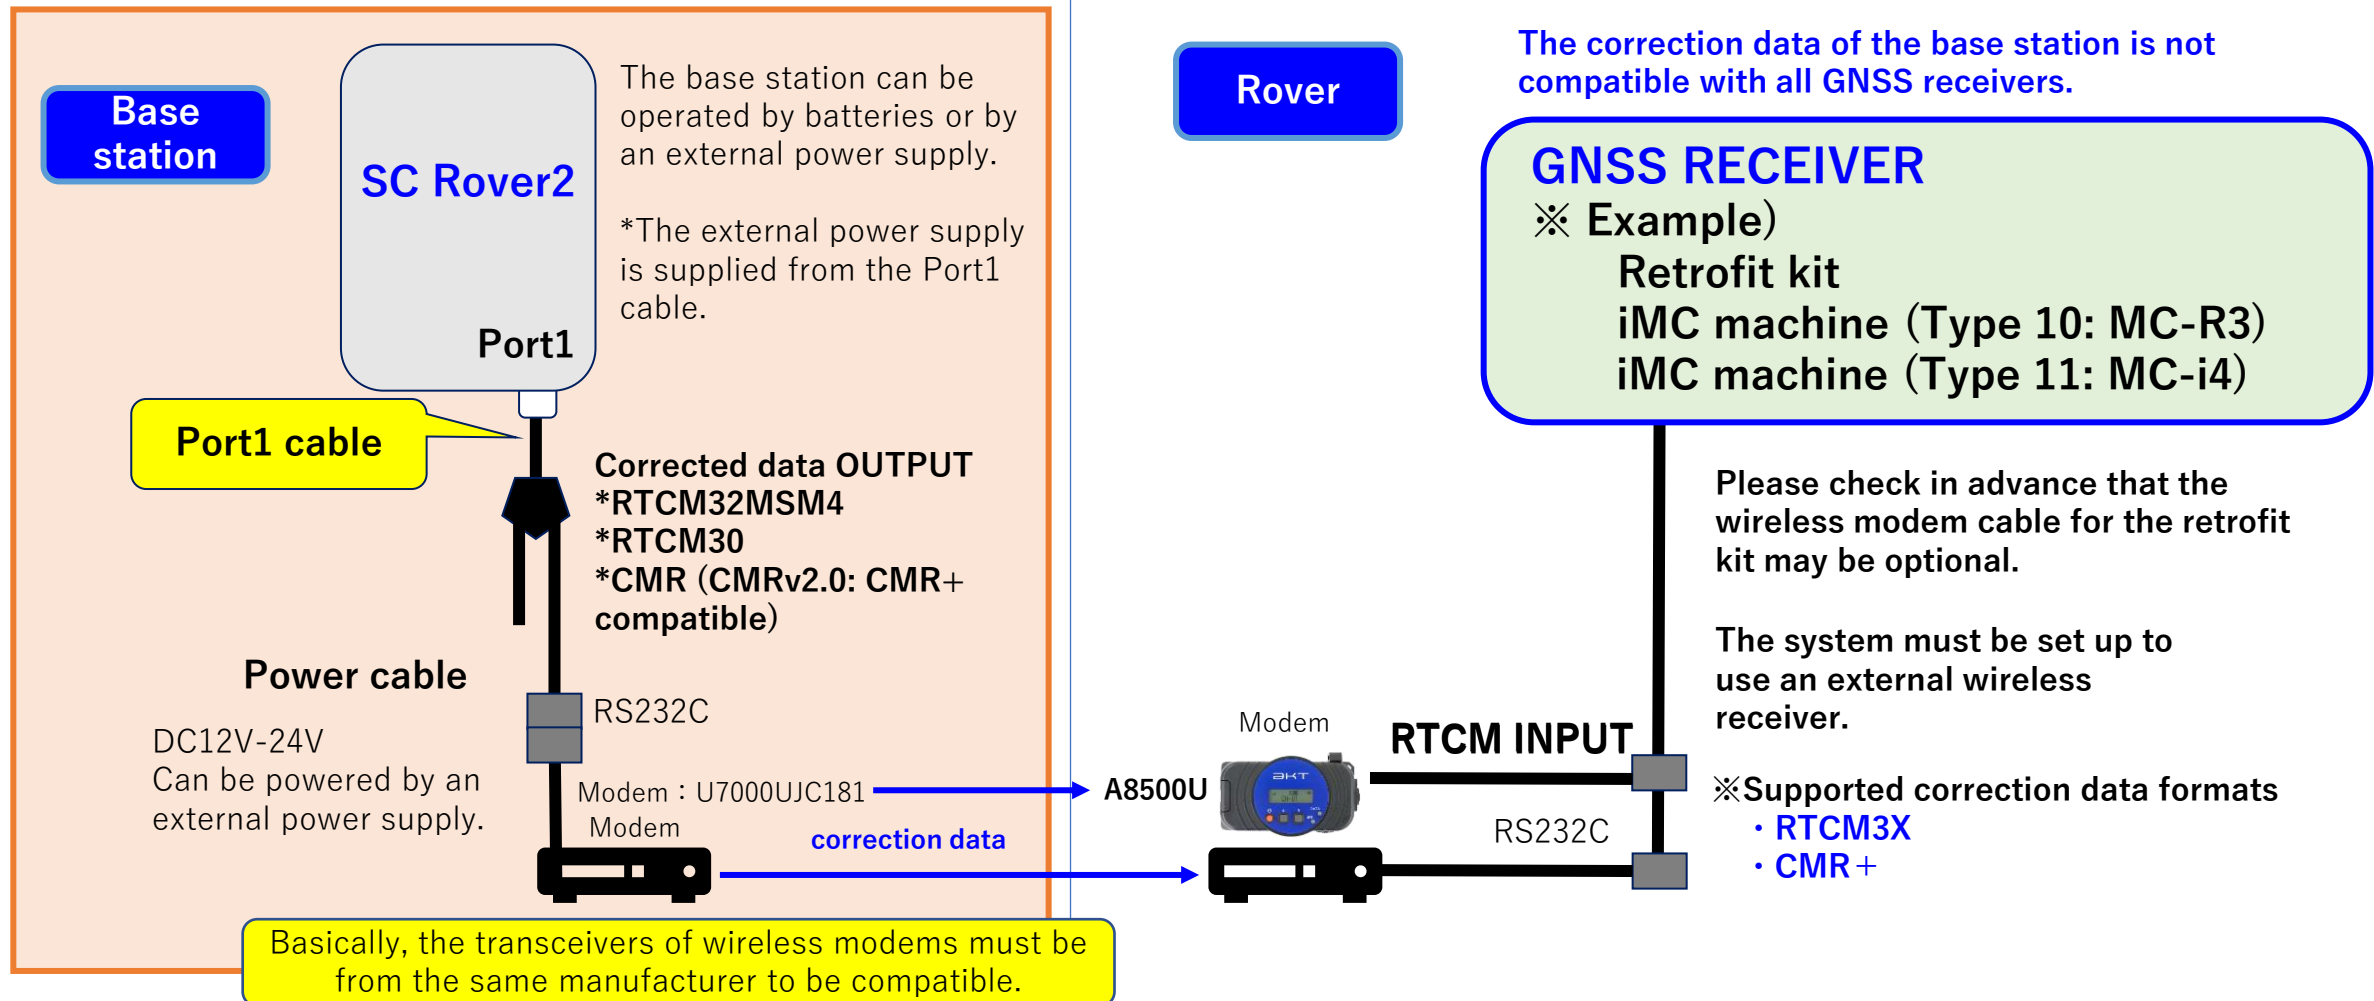 Base
station
SC Rover2
Port1
The base station can be
operated by batteries or by
an external power supply.
*The external power supply
is supplied from the Port1
cable.
Port1 cable
Corrected data OUTPUT
*RTCM32MSM4
*RTCM30
*CMR (CMRv2.0: CMR+
compatible)
Power cable
DC12V-24V
Can be powered by an
external power supply.
RS232C
Modem：U7000UJC181
Modem
correction data
Basically, the transceivers of wireless modems must be
from the same manufacturer to be compatible.
Rover
The correction data of the base station is not
compatible with all GNSS receivers.
GNSS RECEIVER
※ Example)
Retrofit kit
iMC machine (Type 10: MC-R3)
iMC machine (Type 11: MC-i4)
Please check in advance that the
wireless modem cable for the retrofit
kit may be optional.
The system must be set up to
use an external wireless
receiver.
※Supported correction data formats
・RTCM3X
・CMR＋
Modem
A8500U
AKT
RTCM INPUT
RS232C